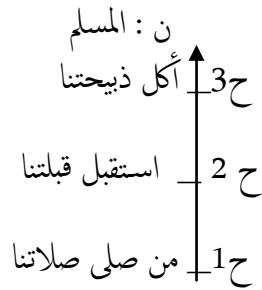 ن : المسلم
ح3 أكل ذبيحتنا
ح 2 استقبل قبلتنا
ح1 من صلى صلاتنا